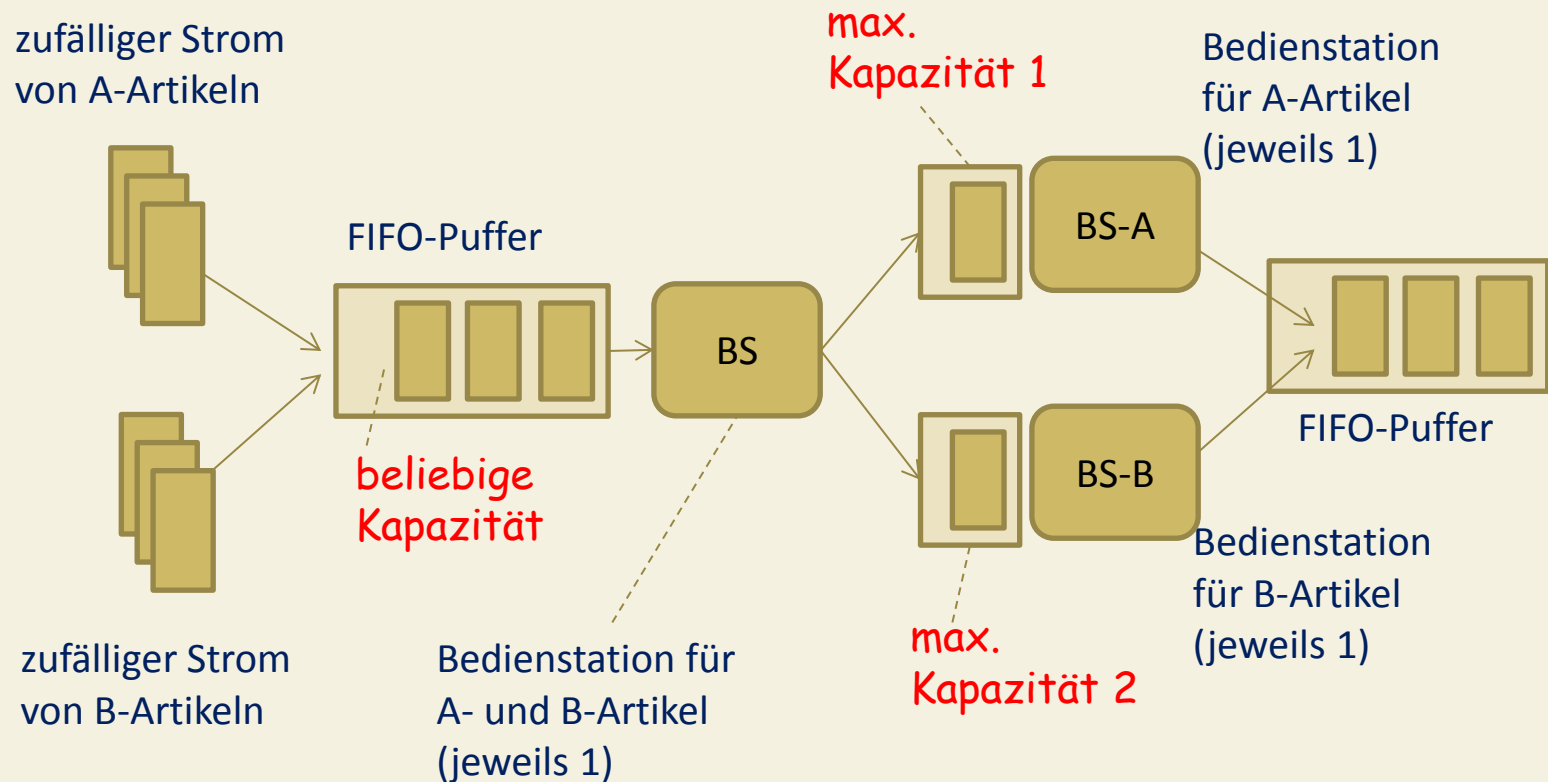 zufälliger Strom
von A-Artikeln
max.
Kapazität 1
Bedienstation
für A-Artikel
(jeweils 1)
FIFO-Puffer
BS
BS-A
BS-B
FIFO-Puffer
beliebige
Kapazität
zufälliger Strom
von B-Artikeln
Bedienstation für
A- und B-Artikel
(jeweils 1)
max.
Kapazität 2
Bedienstation
für B-Artikel
(jeweils 1)